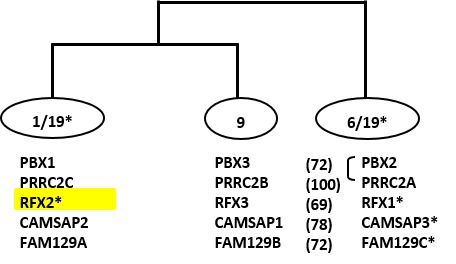 1/19* 9 6/19*
PBX1 PBX3 (72) PBX2
PRRC2C PRRC2B (100) PRRC2A
RFX2* RFX3 (69) RFX1*
CAMSAP2 CAMSAP1 (78) CAMSAP3*
FAM129A FAM129B (72) FAM129C*